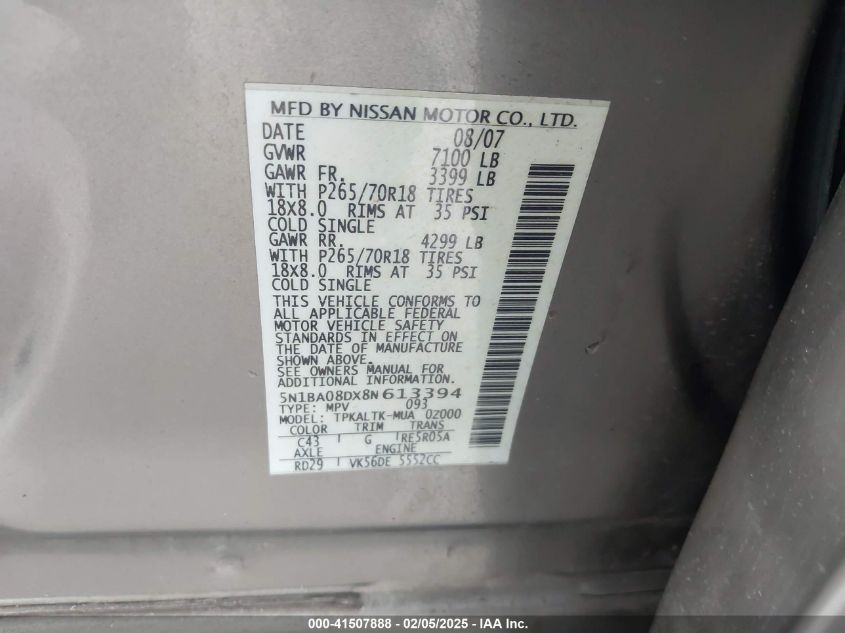 MFD BY NISSAN MOTOR CO., LTD.
DATE 08/07
GVWR 7100 LB
GAWR FR. 3399 LB
WITH P265/70R18 TIRES
18X8.0 RIMS AT 35 PSI
COLD SINGLE
GAWR RR. 4299 LB
WITH P265/70R18 TIRES
18X8.0 RIMS AT 35 PSI
COLD SINGLE
THIS VEHICLE CONFORMS TO
ALL APPLICABLE FEDERAL
MOTOR VEHICLE SAFETY
STANDARDS IN EFFECT ON
THE DATE OF MANUFACTURE
SHOWN ABOVE.
SEE OWNERS MANUAL FOR
ADDITIONAL INFORMATION.
5N1BA08DX8N613394
TYPE: MPV 093
MODEL: TPKALTK-MUA 0Z000
COLOR TRIM TRANS
C43 G RE5R05A
AXLE ENGINE
RD29 VK56DE 5552CC
000-41507888 - 02/05/2025 - IAA Inc.